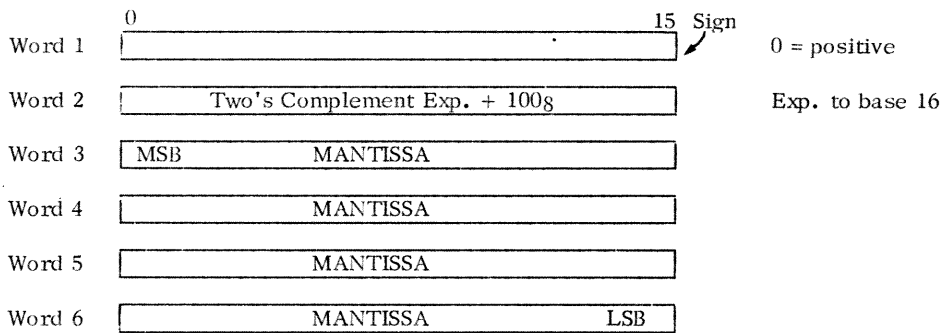 0 15 Sign
Word 1 0 = positive
Word 2 Two's Complement Exp. + 100₈ Exp. to base 16
Word 3 MSB MANTISSA
Word 4 MANTISSA
Word 5 MANTISSA
Word 6 MANTISSA LSB